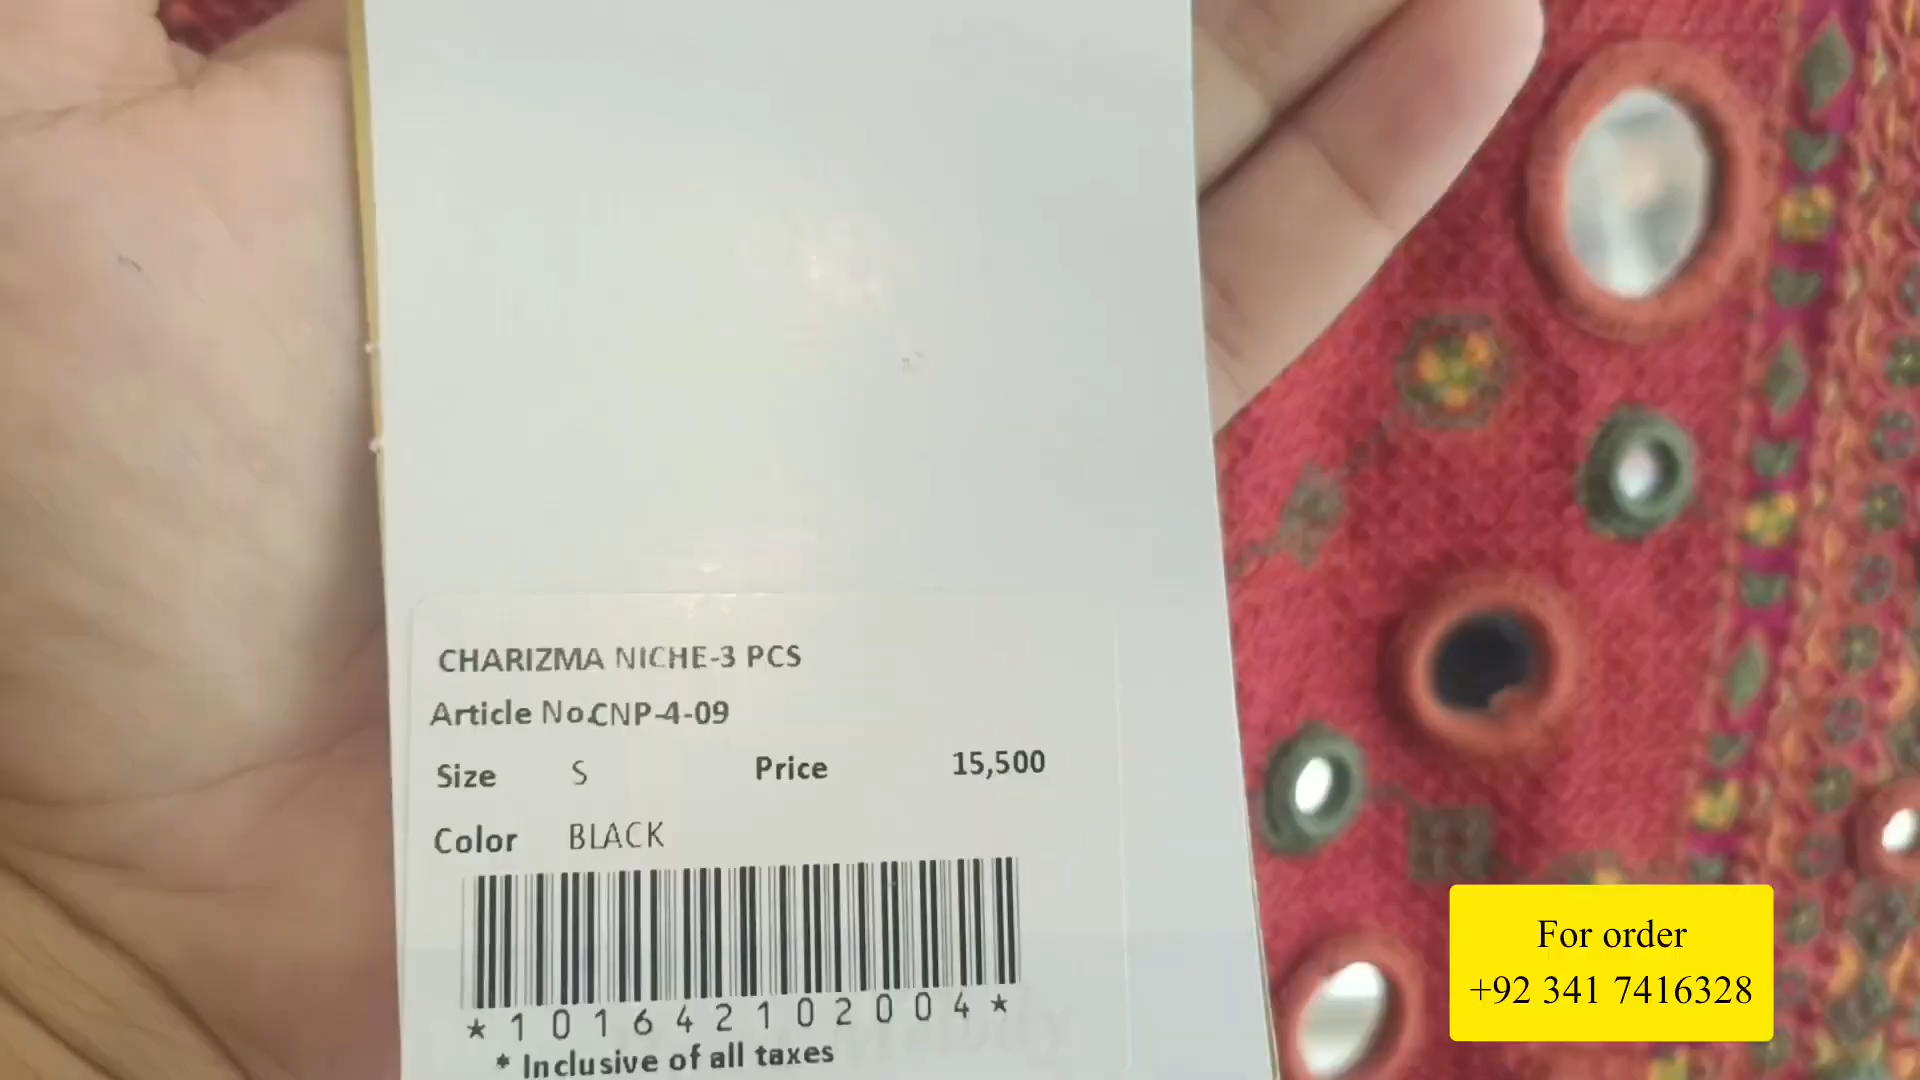 CHARIZMA NICHE-3 PCS
Article No.CNP-4-09
Size S Price 15,500
Color BLACK
*101642102004*
* Inclusive of all taxes
For order
+92 341 7416328